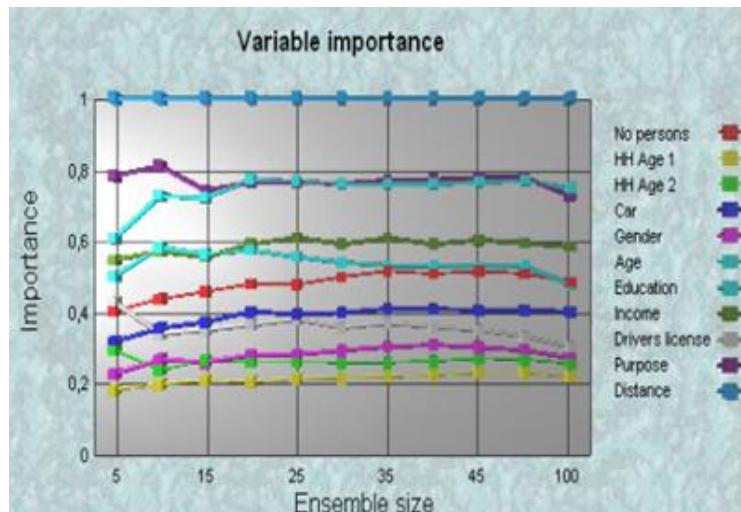 Variable importance
Importance
1
0,8
0,6
0,4
0,2
0
5
15
25
35
45
100
Ensemble size
No persons
HH Age 1
HH Age 2
Car
Gender
Age
Education
Income
Drivers license
Purpose
Distance